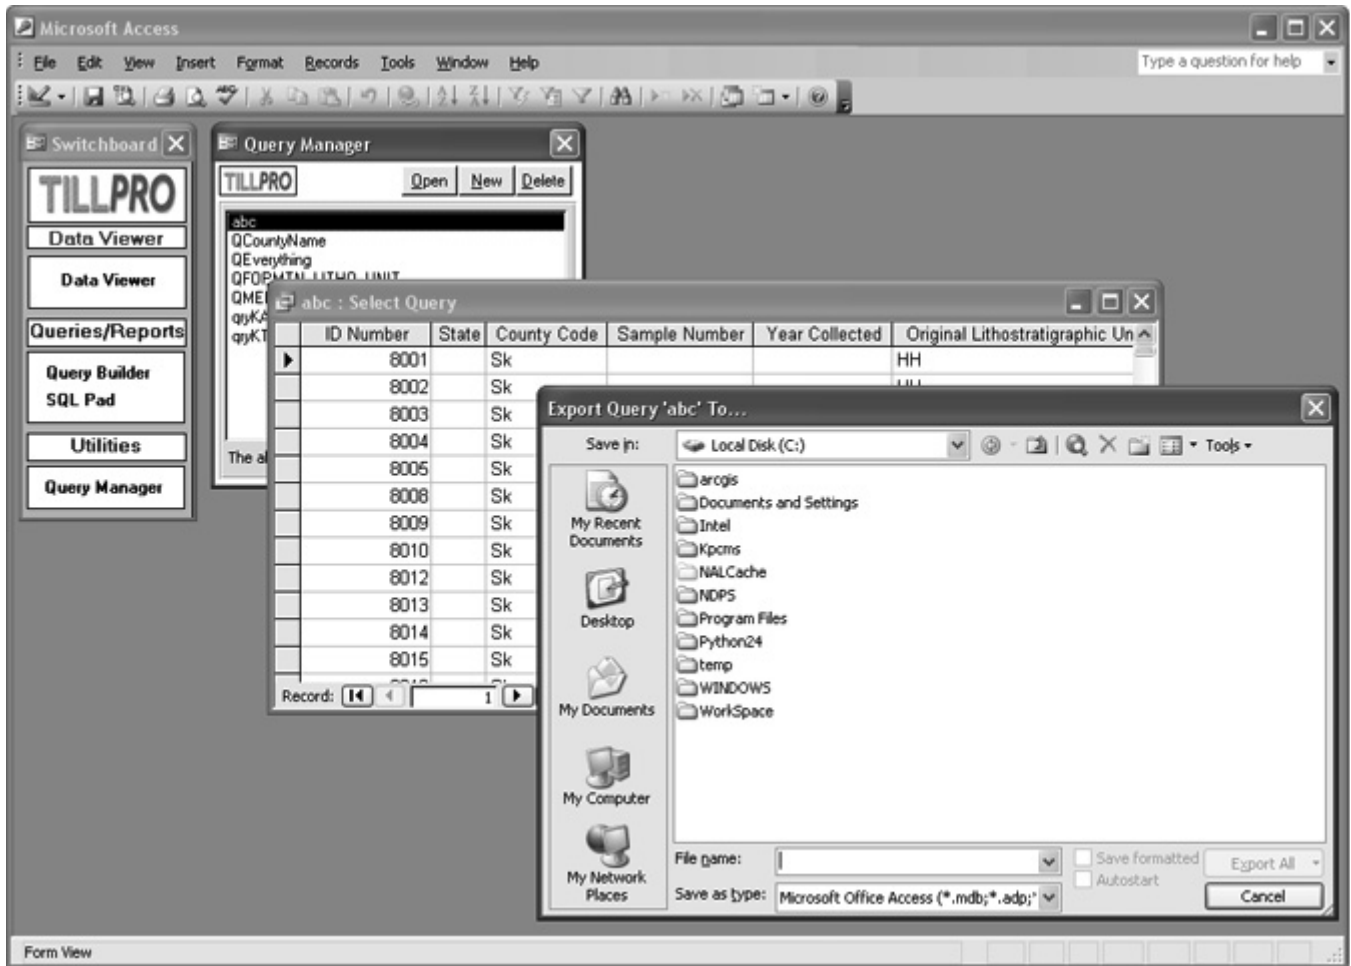 Microsoft Access
File Edit View Insert Format Records Tools Window Help
Type a question for help
Switchboard
TILLPRO
Data Viewer
Data Viewer
Queries/Reports
Query Builder
SQL Pad
Utilities
Query Manager
Query Manager
TILLPRO
Open New Delete
abc
QCountyName
QEverything
abc : Select Query
ID Number State County Code Sample Number Year Collected Original Lithostratigraphic Un
8001 Sk HH
8002 Sk
8003 Sk
8004 Sk
8005 Sk
8008 Sk
8009 Sk
8010 Sk
8012 Sk
8013 Sk
8014 Sk
8015 Sk
Record: 1
Export Query 'abc' To...
Save in: Local Disk (C:) Tools
My Recent Documents
Desktop
My Documents
My Computer
My Network Places
arcgis
Documents and Settings
Intel
Kpcms
NALCache
NDPS
Program Files
Python24
temp
WINDOWS
WorkSpace
File name:
Save as type: Microsoft Office Access (*.mdb;*.adp;*
Save formatted
Autostart
Export All
Cancel
Form View